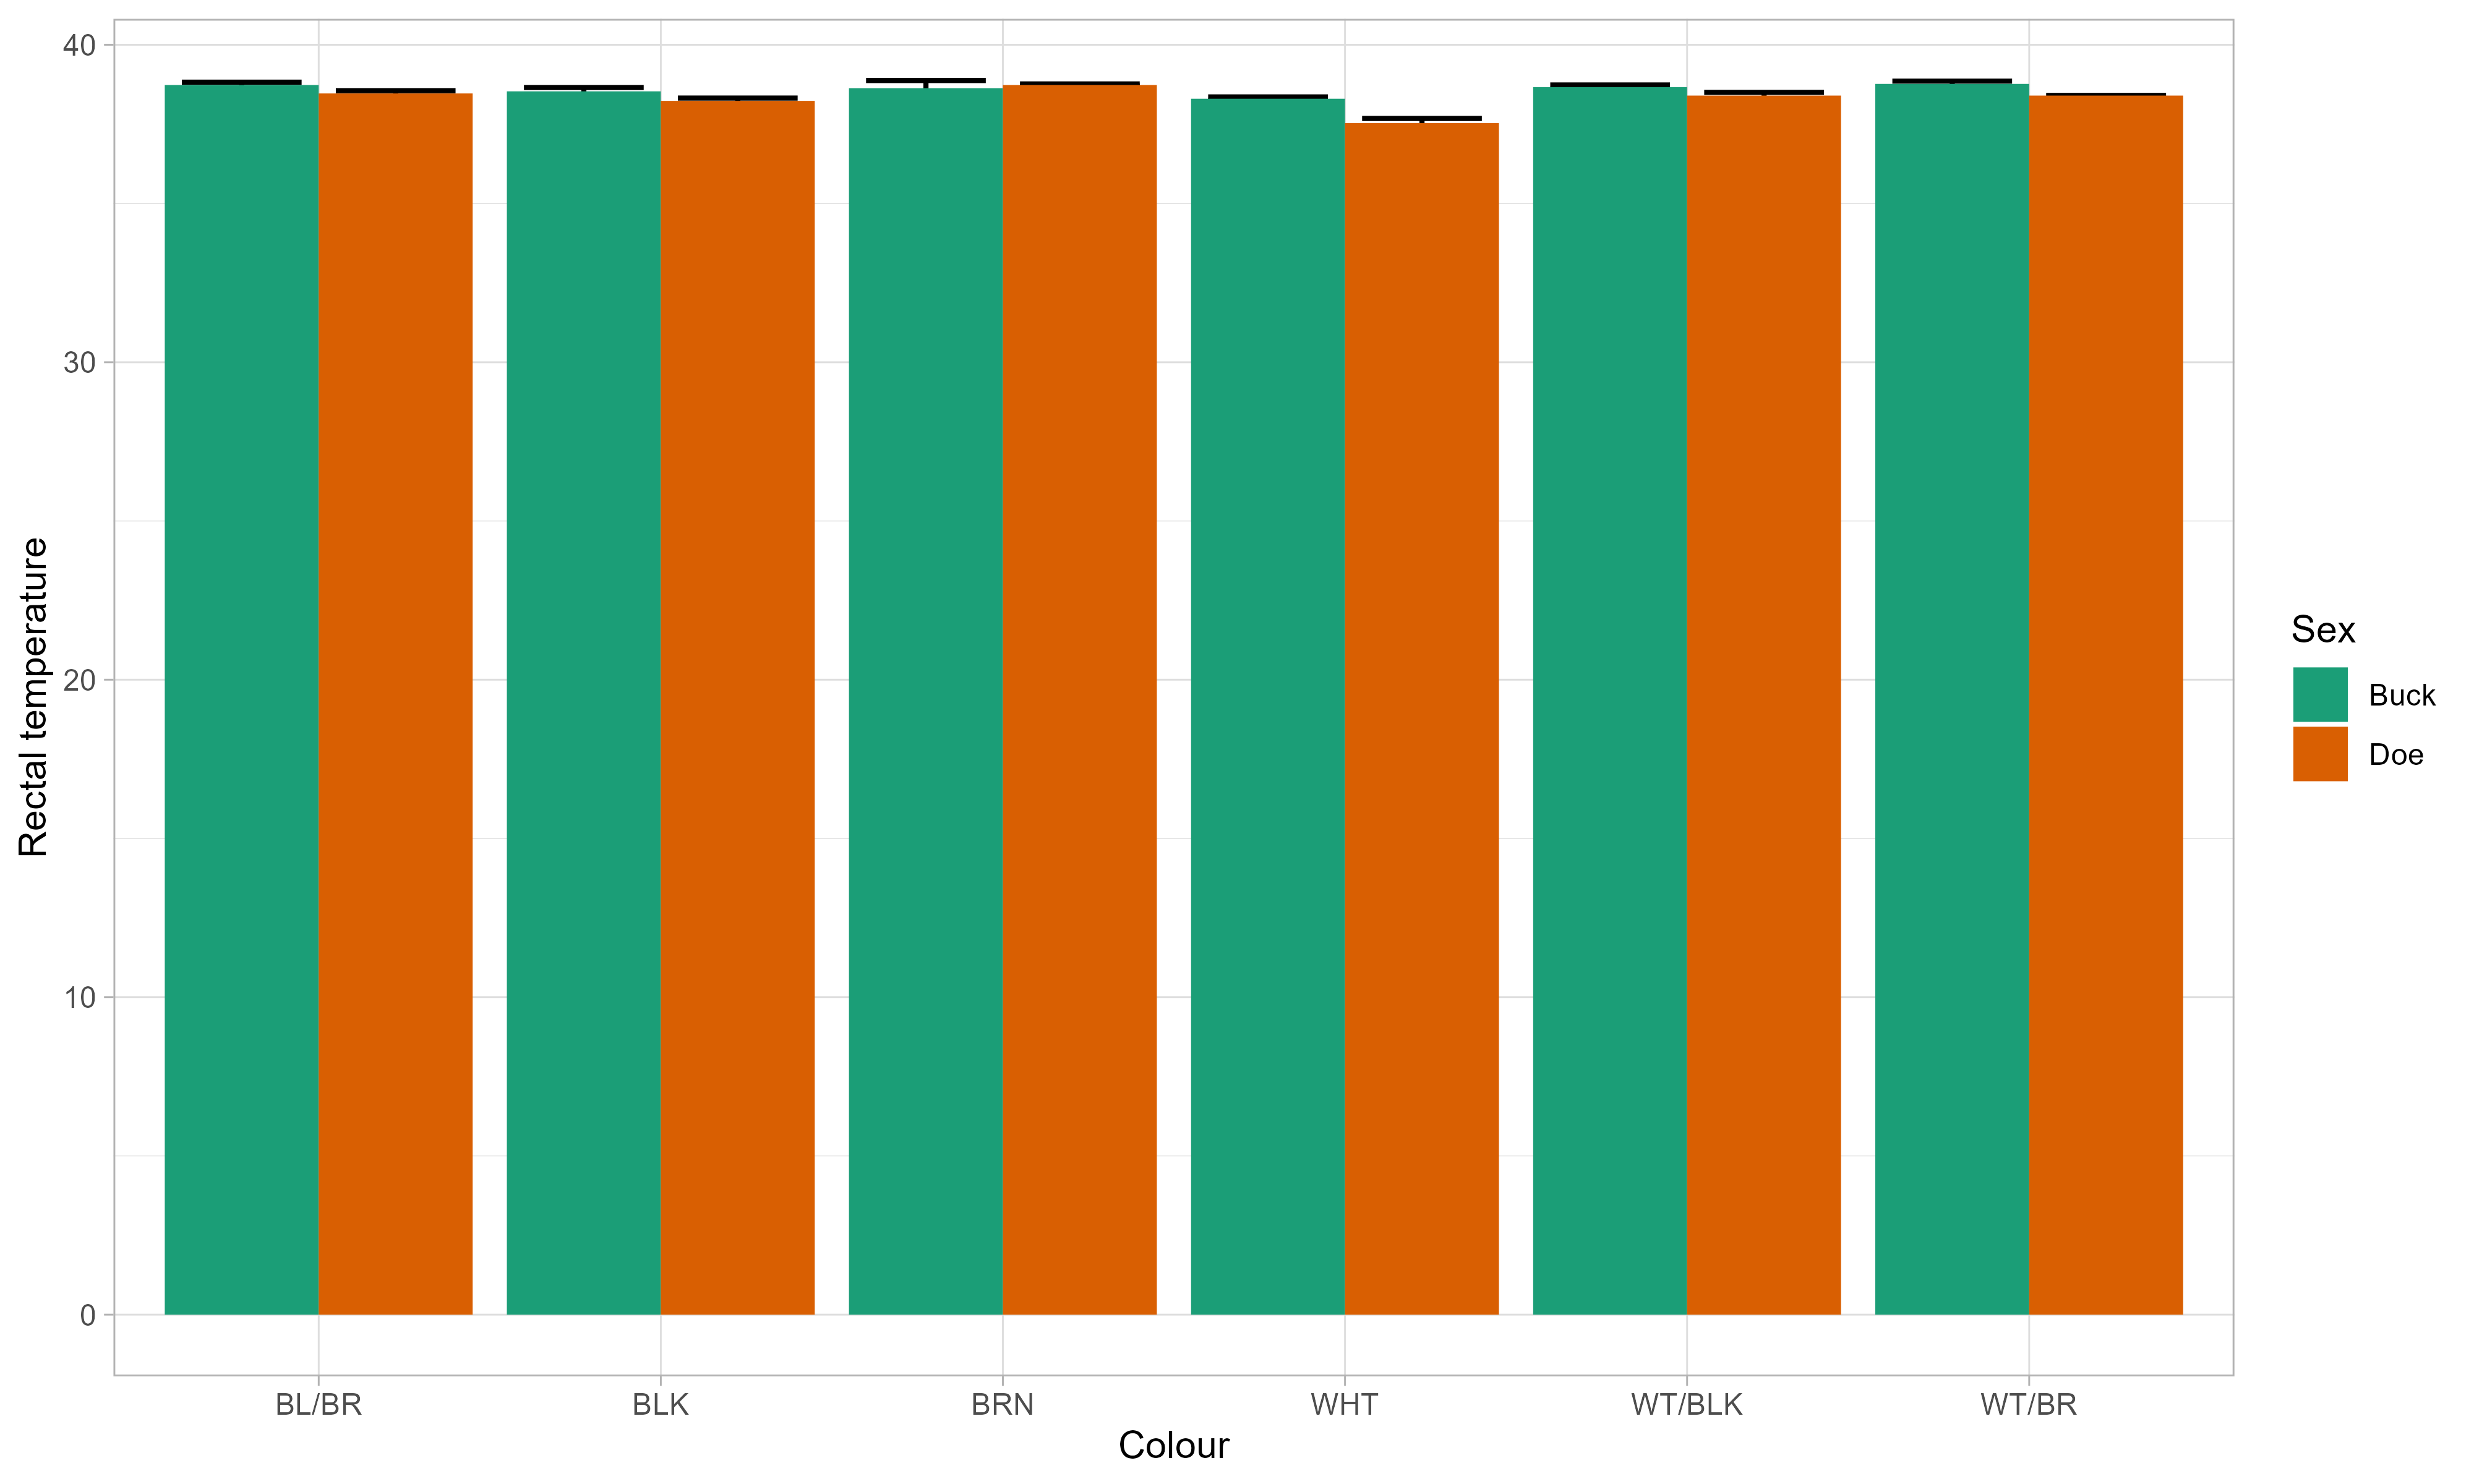 40
30
20
10
0
Rectal temperature
BL/BR
BLK
BRN
WHT
WT/BLK
WT/BR
Colour
Sex
Buck
Doe